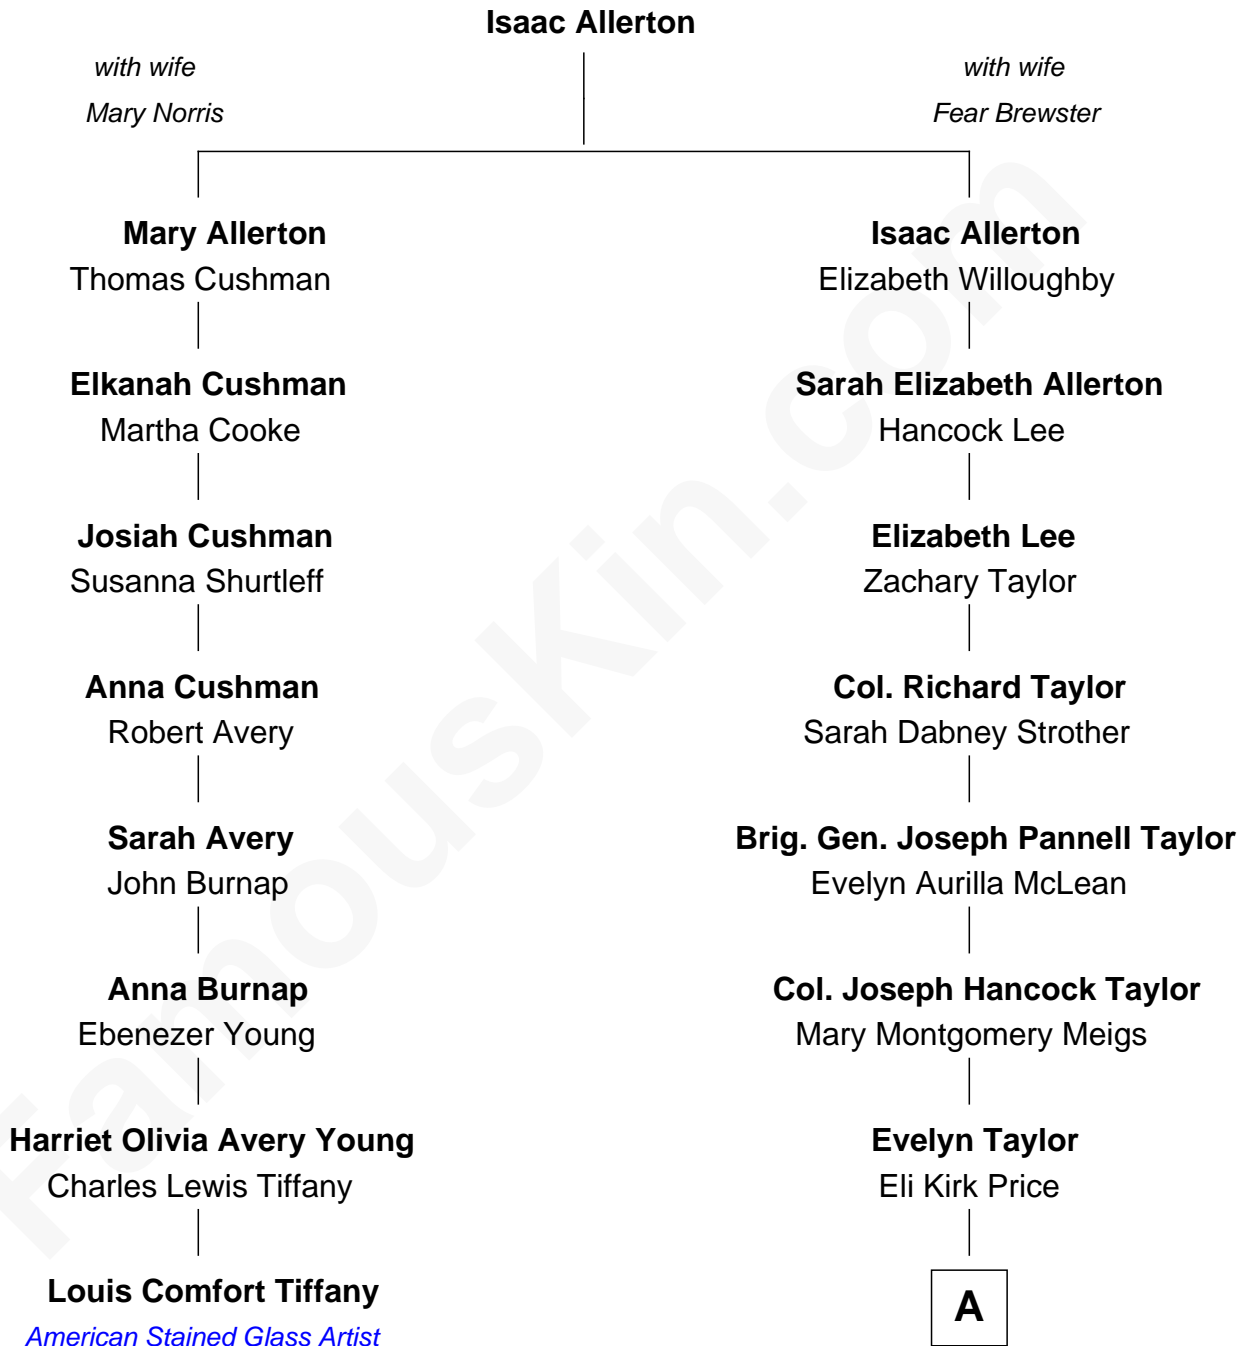 Isaac Allerton
with wife
Mary Norris
with wife
Fear Brewster
Mary Allerton
Thomas Cushman
Isaac Allerton
Elizabeth Willoughby
Elkanah Cushman
Martha Cooke
Sarah Elizabeth Allerton
Hancock Lee
Josiah Cushman
Susanna Shurtleff
Elizabeth Lee
Zachary Taylor
Anna Cushman
Robert Avery
Col. Richard Taylor
Sarah Dabney Strother
Sarah Avery
John Burnap
Brig. Gen. Joseph Pannell Taylor
Evelyn Aurilla McLean
Anna Burnap
Ebenezer Young
Col. Joseph Hancock Taylor
Mary Montgomery Meigs
Harriet Olivia Avery Young
Charles Lewis Tiffany
Evelyn Taylor
Eli Kirk Price
Louis Comfort Tiffany
American Stained Glass Artist
A
FamousKin.com